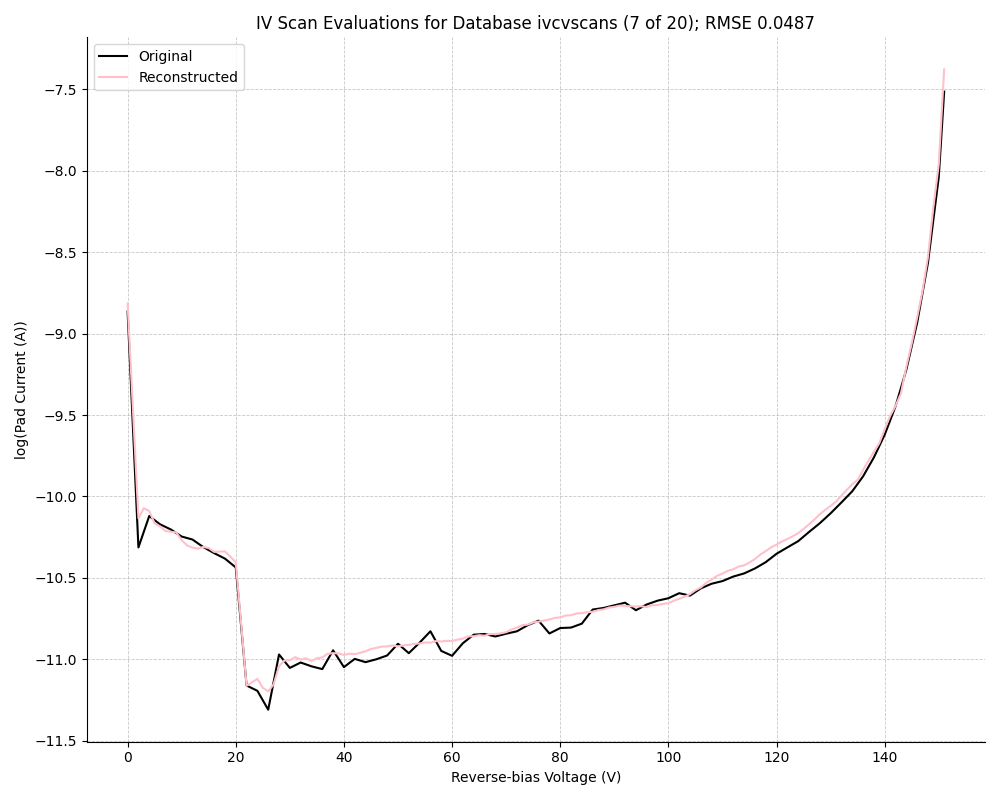 IV Scan Evaluations for Database ivcvscans (7 of 20); RMSE 0.0487
Original
Reconstructed
−7.5
−8.0
−8.5
−9.0
−9.5
−10.0
−10.5
−11.0
−11.5
log(Pad Current (A))
0 20 40 60 80 100 120 140
Reverse-bias Voltage (V)